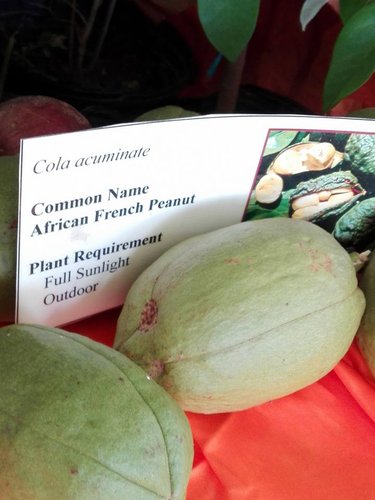 Cola acuminate
Common Name
African French Peanut
Plant Requirement
Full Sunlight
Outdoor